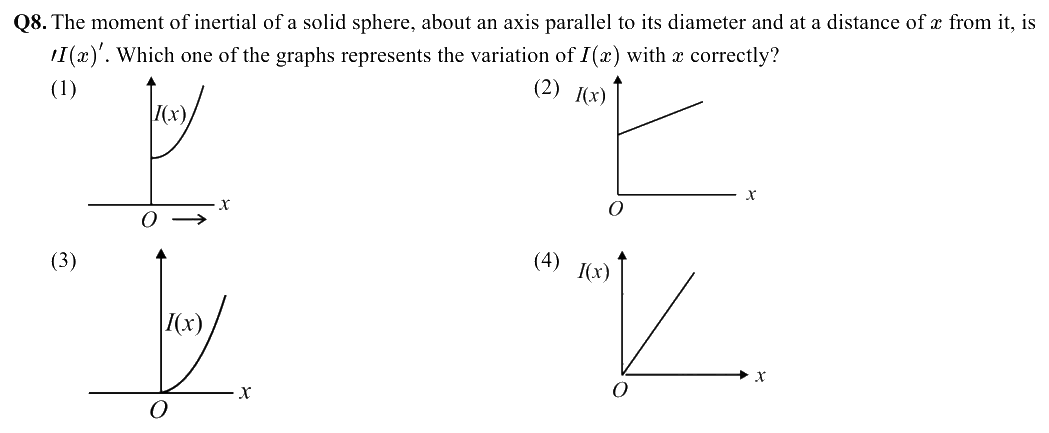 Q8. The moment of inertial of a solid sphere, about an axis parallel to its diameter and at a distance of x from it, is
′I(x)′. Which one of the graphs represents the variation of I(x) with x correctly?
(1) I(x) O → x
(2) I(x) O x
(3) I(x) O x
(4) I(x) O x